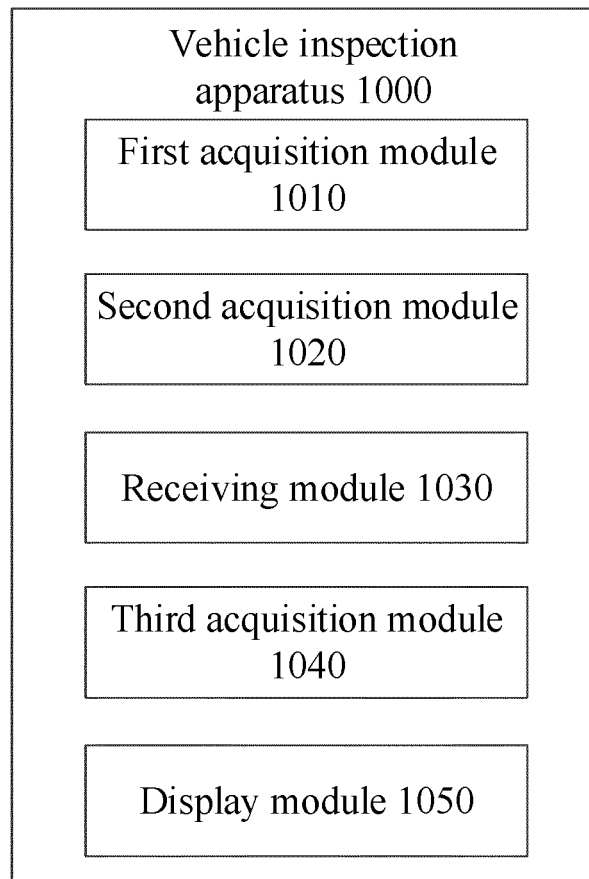 Vehicle inspection
apparatus 1000
First acquisition module
1010
Second acquisition module
1020
Receiving module 1030
Third acquisition module
1040
Display module 1050